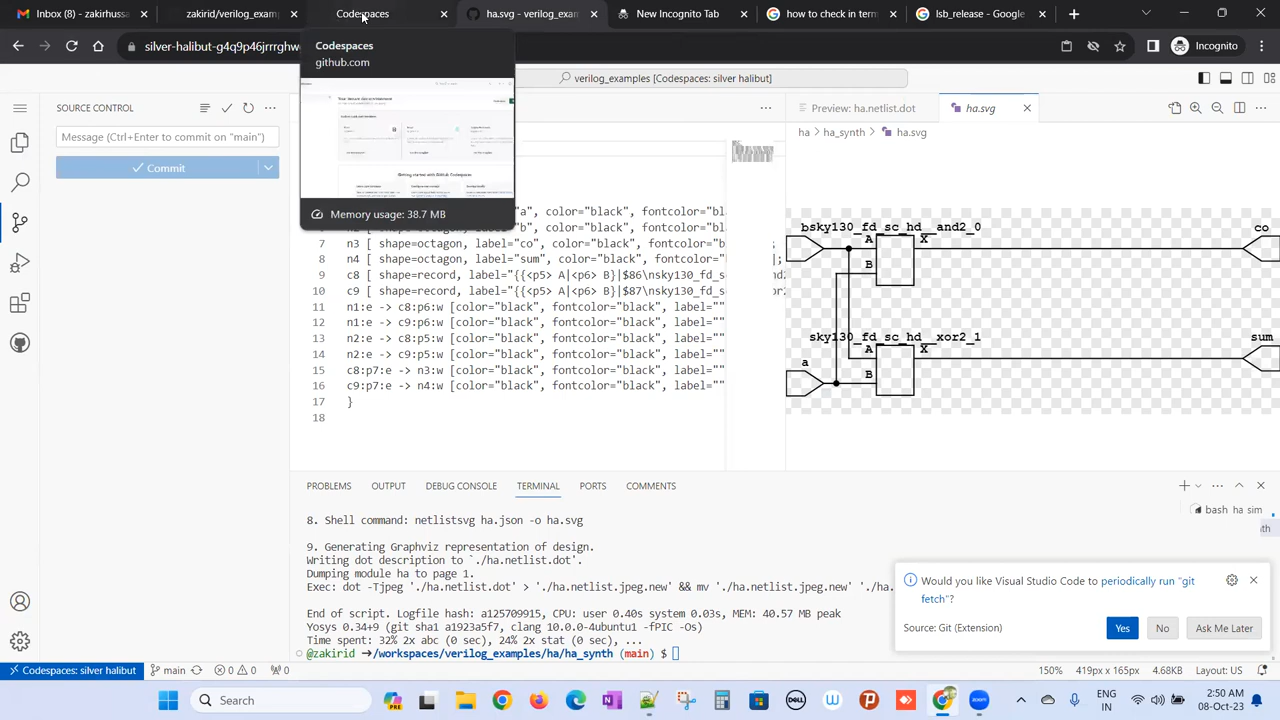 Inbox (8) - zakirhuss
zakirid/verilog_exam
Codespaces
ha.svg - verilog_exam
New Incognito Tab
how to check in term
lsb_release - Google
silver-halibut-g4q9p46jrrrghw
Incognito
Codespaces
github.com
Memory usage: 38.7 MB
verilog_examples [Codespaces: silver halibut]
SOURCE CONTROL
Message (Ctrl+Enter to commit on "main")
Commit
Preview: ha.netlist.dot
ha.svg
ha > ha_synth > ha.svg
"a", color="black", fontcolor="bl
"b", color="black", fontcolor="bl
7 n3 [ shape=octagon, label="co", color="black", fontcolor="b
8 n4 [ shape=octagon, label="sum", color="black", fontcolor="
9 c8 [ shape=record, label="{{<p5> A|<p6> B}|$86\nsky130_fd_s
10 c9 [ shape=record, label="{{<p5> A|<p6> B}|$87\nsky130_fd_s
11 n1:e -> c8:p6:w [color="black", fontcolor="black", label=""
12 n1:e -> c9:p6:w [color="black", fontcolor="black", label=""
13 n2:e -> c8:p5:w [color="black", fontcolor="black", label=""
14 n2:e -> c9:p5:w [color="black", fontcolor="black", label=""
15 c8:p7:e -> n3:w [color="black", fontcolor="black", label=""
16 c9:p7:e -> n4:w [color="black", fontcolor="black", label=""
17 }
18
b
sky130_fd_sc_hd__and2_0
co
A
X
B
sky130_fd_sc_hd__xor2_1
sum
a
A
X
B
PROBLEMS
OUTPUT
DEBUG CONSOLE
TERMINAL
PORTS
COMMENTS
bash ha sim
8. Shell command: netlistsvg ha.json -o ha.svg
9. Generating Graphviz representation of design.
Writing dot description to `./ha.netlist.dot'.
Dumping module ha to page 1.
Exec: dot -Tjpeg './ha.netlist.dot' > './ha.netlist.jpeg.new' && mv './ha.netlist.jpeg.new' './ha.
End of script. Logfile hash: a125709915, CPU: user 0.40s system 0.03s, MEM: 40.57 MB peak
Yosys 0.34+9 (git sha1 a1923a5f7, clang 10.0.0-4ubuntu1 -fPIC -Os)
Time spent: 32% 2x abc (0 sec), 24% 2x stat (0 sec), ...
@zakirid →/workspaces/verilog_examples/ha/ha_synth (main) $
Would you like Visual Studio Code to periodically run "git
fetch"?
Source: Git (Extension)
Yes
No
Ask Me Later
Codespaces: silver halibut
main
0
0
0
150%
419px x 165px
4.68KB
Layout: US
Search
ENG
IN
2:50 AM
08-Oct-23